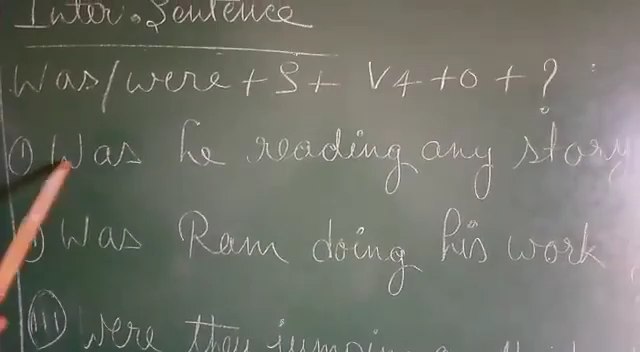 Inter. Sentence
Was/were + S + V4 + O + ?
(i) Was he reading any story
Was Ram doing his work
(iii) were they jumping